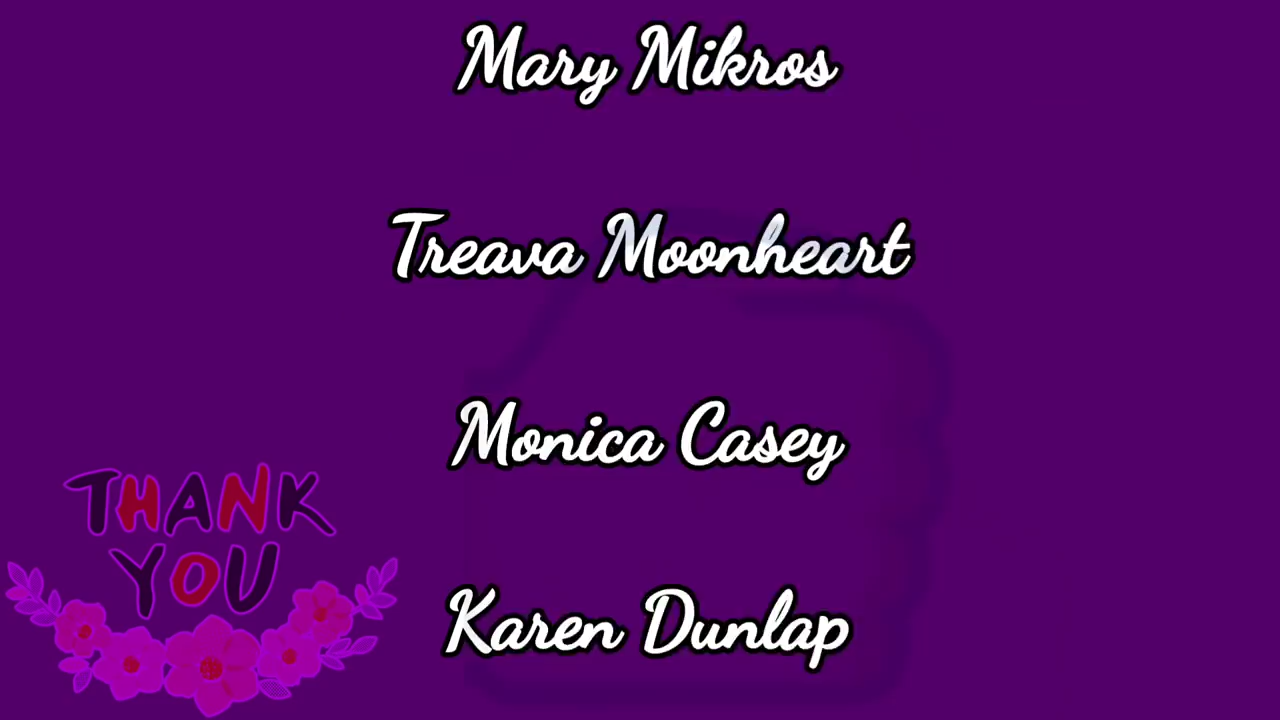 Mary Mikros
Treava Moonheart
Monica Casey
THANK
YOU
Karen Dunlap